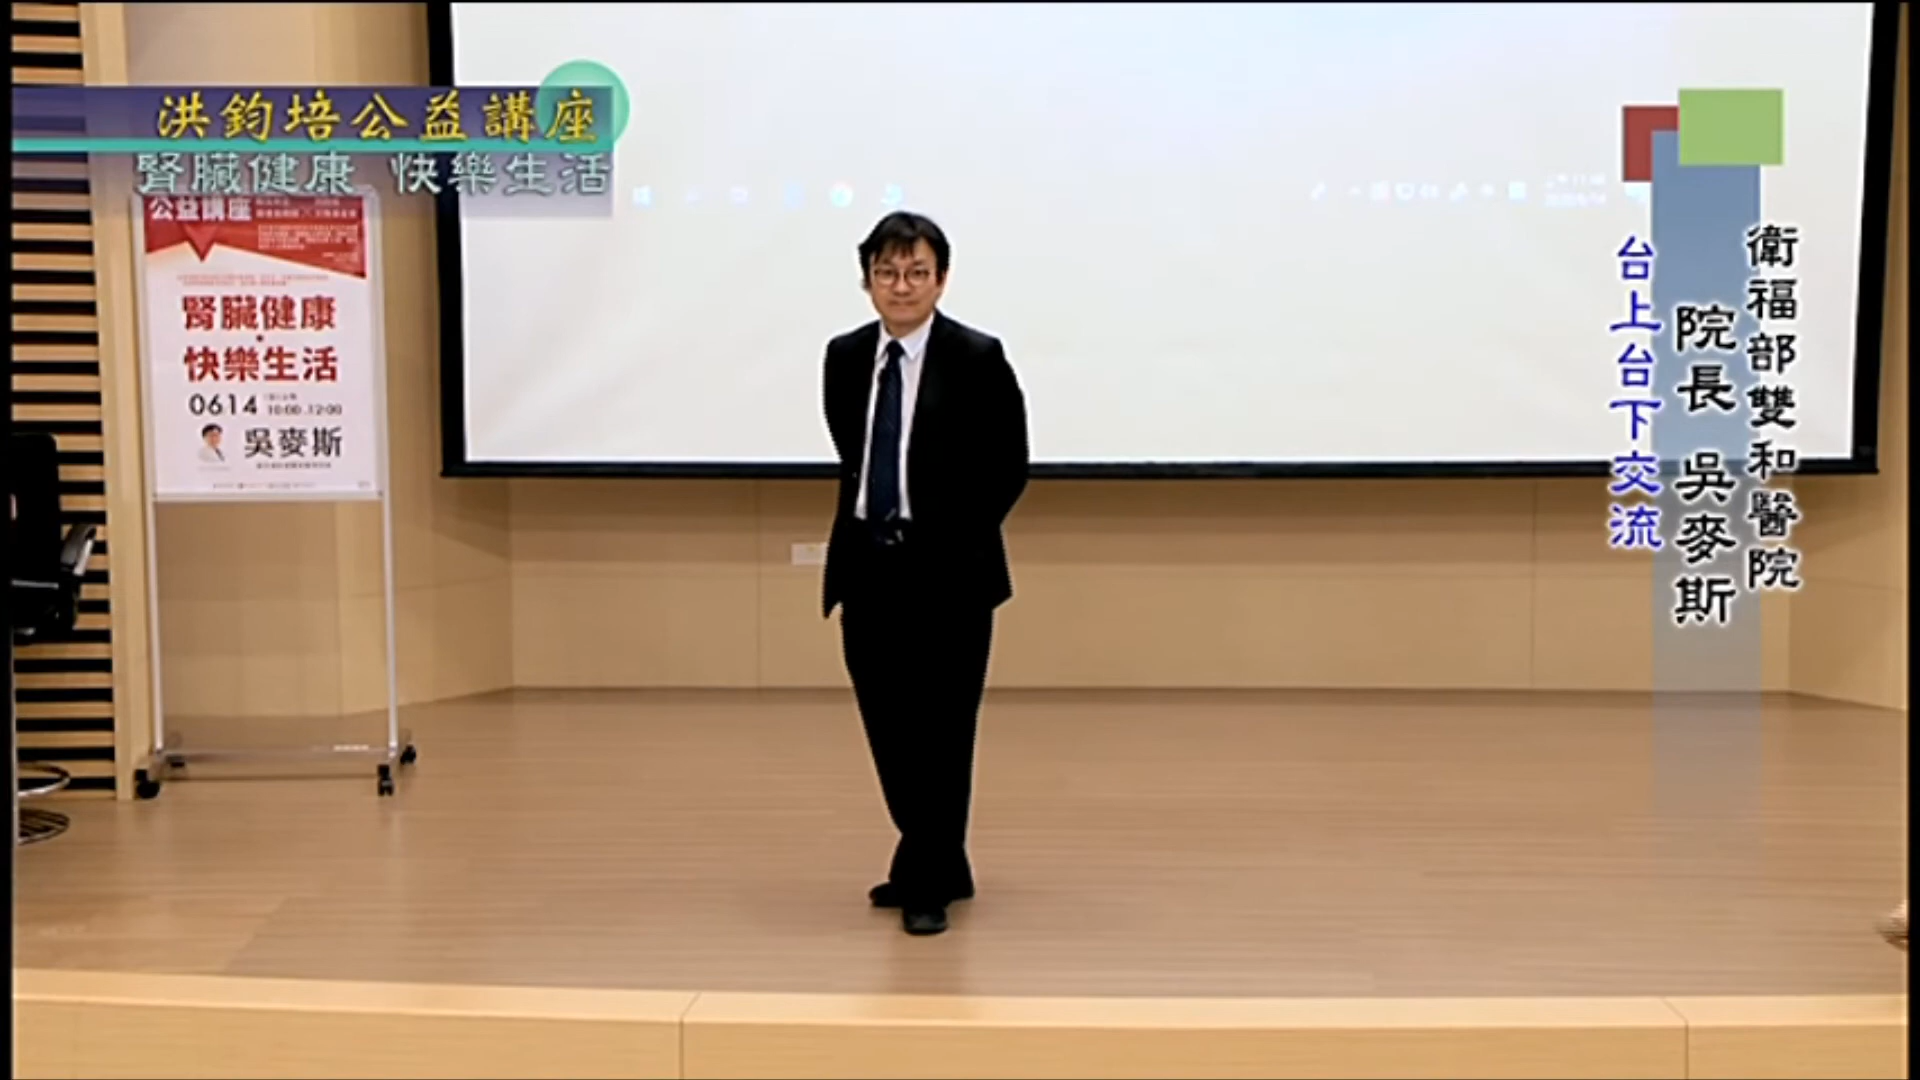 洪鈞培公益講座
腎臟健康 快樂生活
公益講座
腎臟健康
快樂生活
0614 10:00-12:00
吳麥斯
衛福部雙和醫院
院長 吳麥斯
台上台下交流